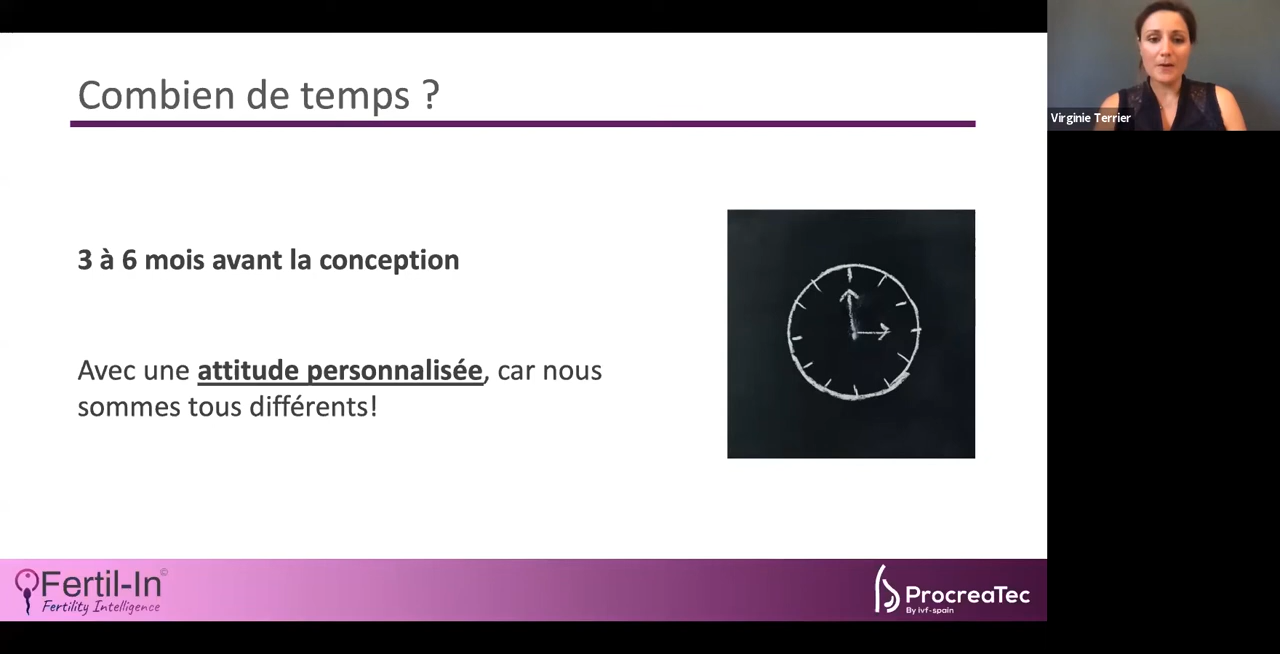 Combien de temps ?
Virginie Terrier
3 à 6 mois avant la conception
Avec une attitude personnalisée, car nous
sommes tous différents!
Fertil-In©
Fertility Intelligence
ProcreaTec
By ivf-spain